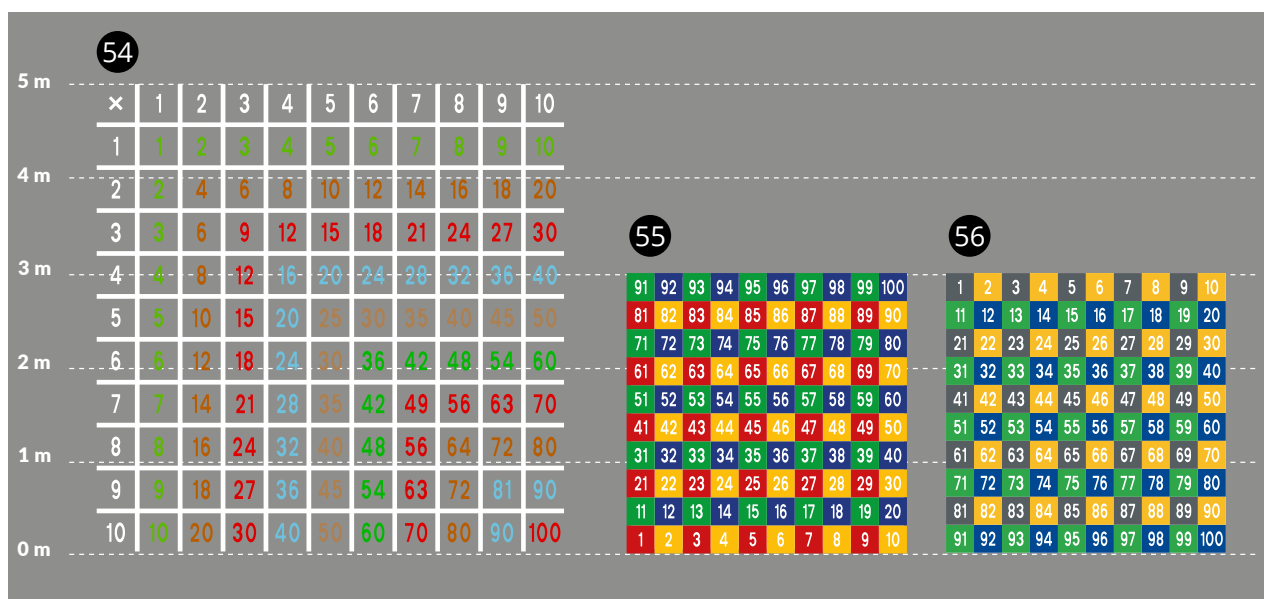 54
5 m
× 1 2 3 4 5 6 7 8 9 10
1 1 2 3 4 5 6 7 8 9 10
4 m
2 2 4 6 8 10 12 14 16 18 20
3 3 6 9 12 15 18 21 24 27 30
3 m
4 4 8 12 16 20 24 28 32 36 40
5 5 10 15 20 25 30 35 40 45 50
2 m
6 6 12 18 24 30 36 42 48 54 60
7 7 14 21 28 35 42 49 56 63 70
8 8 16 24 32 40 48 56 64 72 80
1 m
9 9 18 27 36 45 54 63 72 81 90
10 10 20 30 40 50 60 70 80 90 100
0 m
55
91 92 93 94 95 96 97 98 99 100
81 82 83 84 85 86 87 88 89 90
71 72 73 74 75 76 77 78 79 80
61 62 63 64 65 66 67 68 69 70
51 52 53 54 55 56 57 58 59 60
41 42 43 44 45 46 47 48 49 50
31 32 33 34 35 36 37 38 39 40
21 22 23 24 25 26 27 28 29 30
11 12 13 14 15 16 17 18 19 20
1 2 3 4 5 6 7 8 9 10
56
1 2 3 4 5 6 7 8 9 10
11 12 13 14 15 16 17 18 19 20
21 22 23 24 25 26 27 28 29 30
31 32 33 34 35 36 37 38 39 40
41 42 43 44 45 46 47 48 49 50
51 52 53 54 55 56 57 58 59 60
61 62 63 64 65 66 67 68 69 70
71 72 73 74 75 76 77 78 79 80
81 82 83 84 85 86 87 88 89 90
91 92 93 94 95 96 97 98 99 100